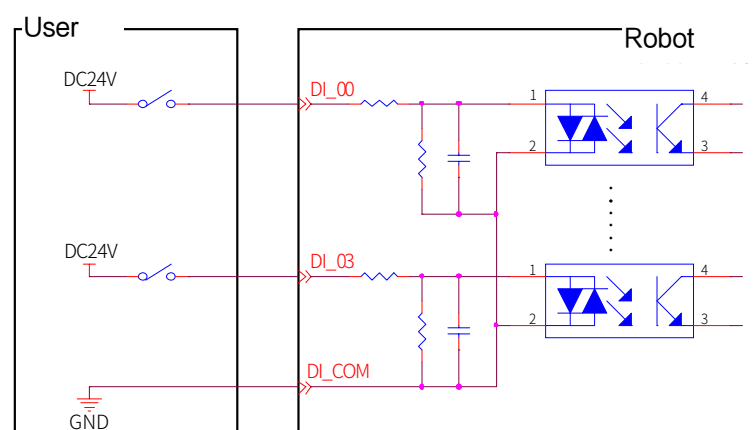 User
Robot
DC24V
DI_00
1
4
2
3
DC24V
DI_03
1
4
2
3
DI_COM
GND